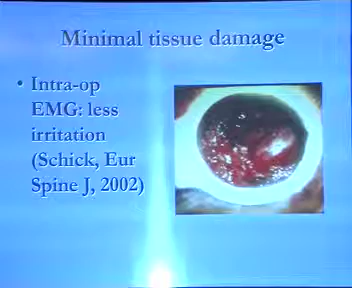 Minimal tissue damage
• Intra-op
EMG: less
irritation
(Schick, Eur
Spine J, 2002)